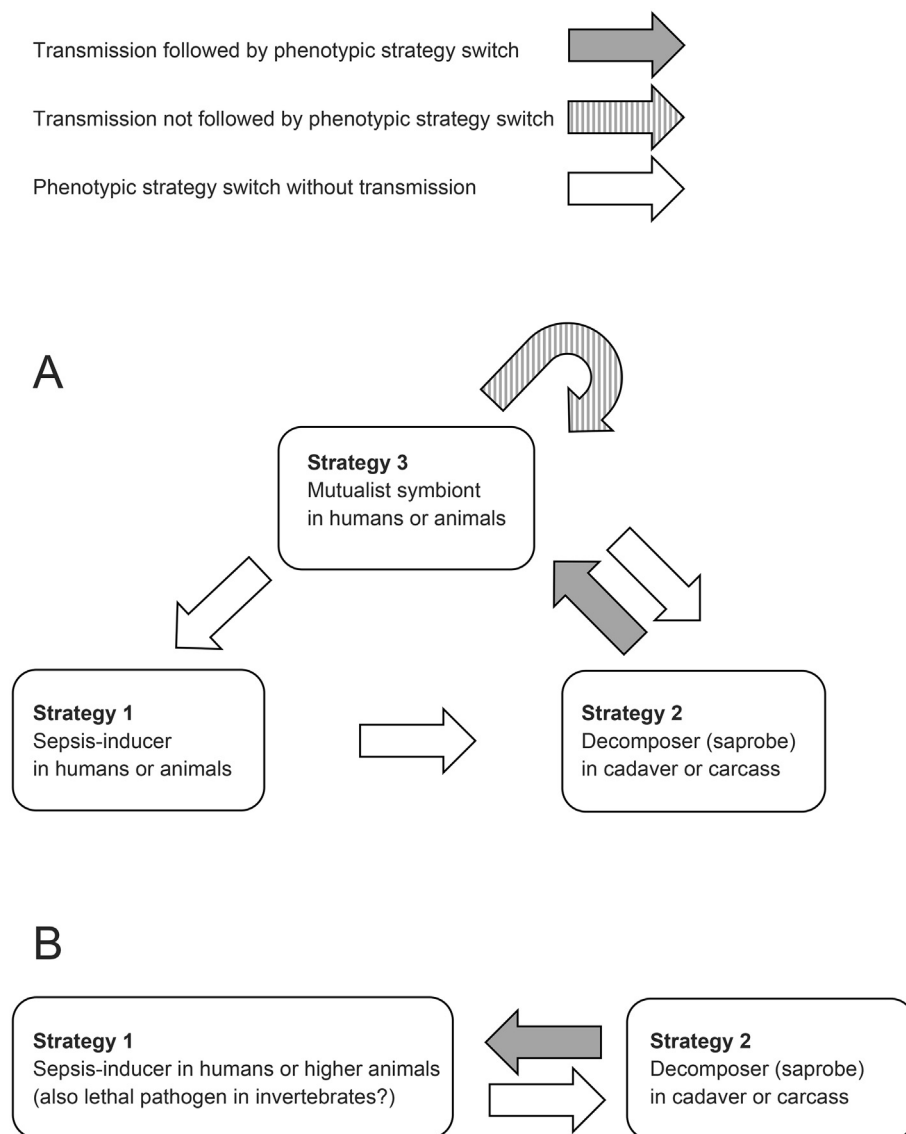 Transmission followed by phenotypic strategy switch
Transmission not followed by phenotypic strategy switch
Phenotypic strategy switch without transmission
A
Strategy 3
Mutualist symbiont
in humans or animals
Strategy 1
Sepsis-inducer
in humans or animals
Strategy 2
Decomposer (saprobe)
in cadaver or carcass
B
Strategy 1
Sepsis-inducer in humans or higher animals
(also lethal pathogen in invertebrates?)
Strategy 2
Decomposer (saprobe)
in cadaver or carcass